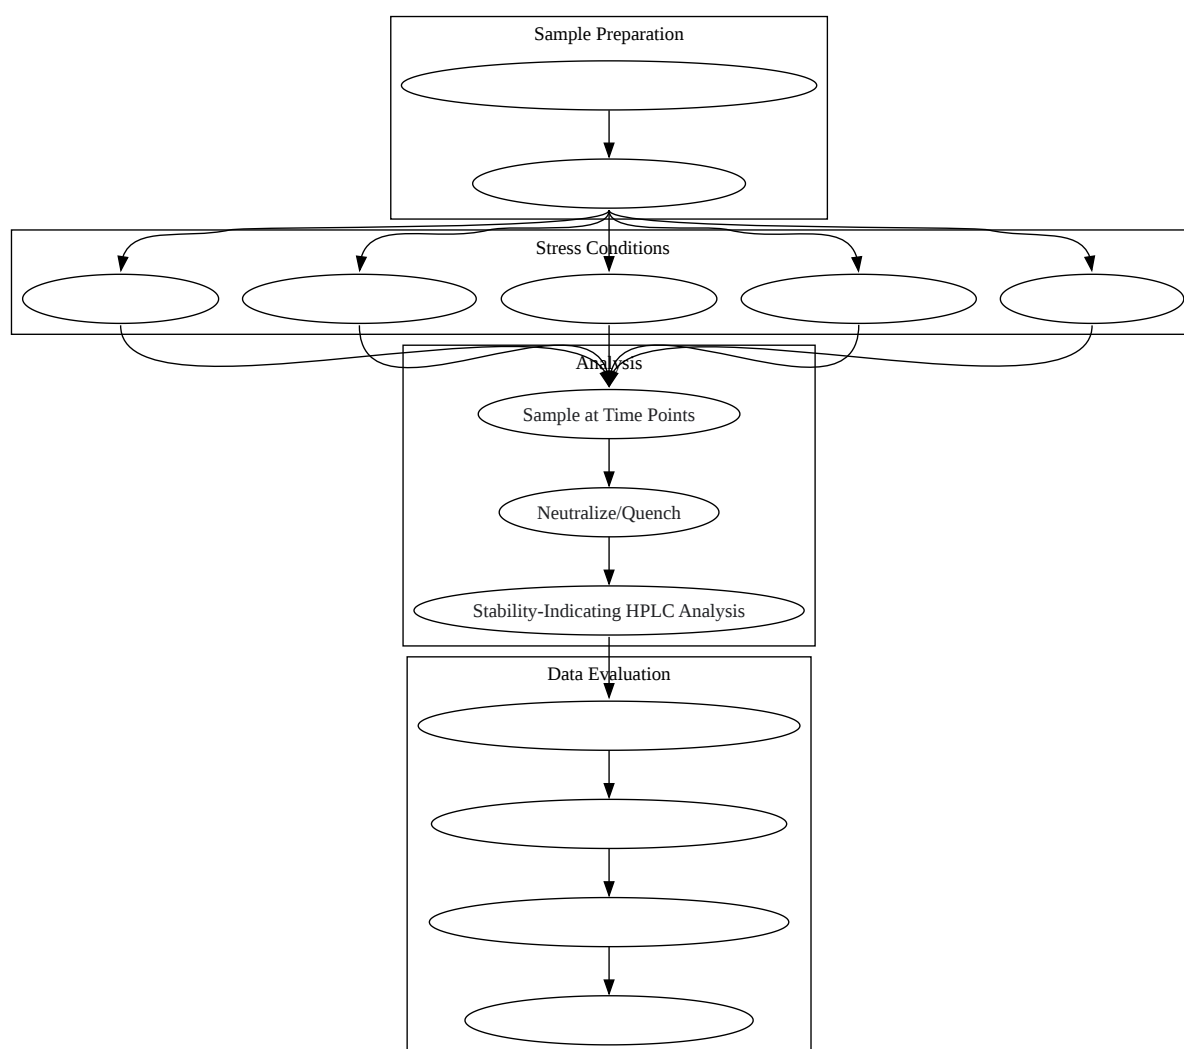 Sample Preparation
Stress Conditions
Analysis
Sample at Time Points
Neutralize/Quench
Stability-Indicating HPLC Analysis
Data Evaluation